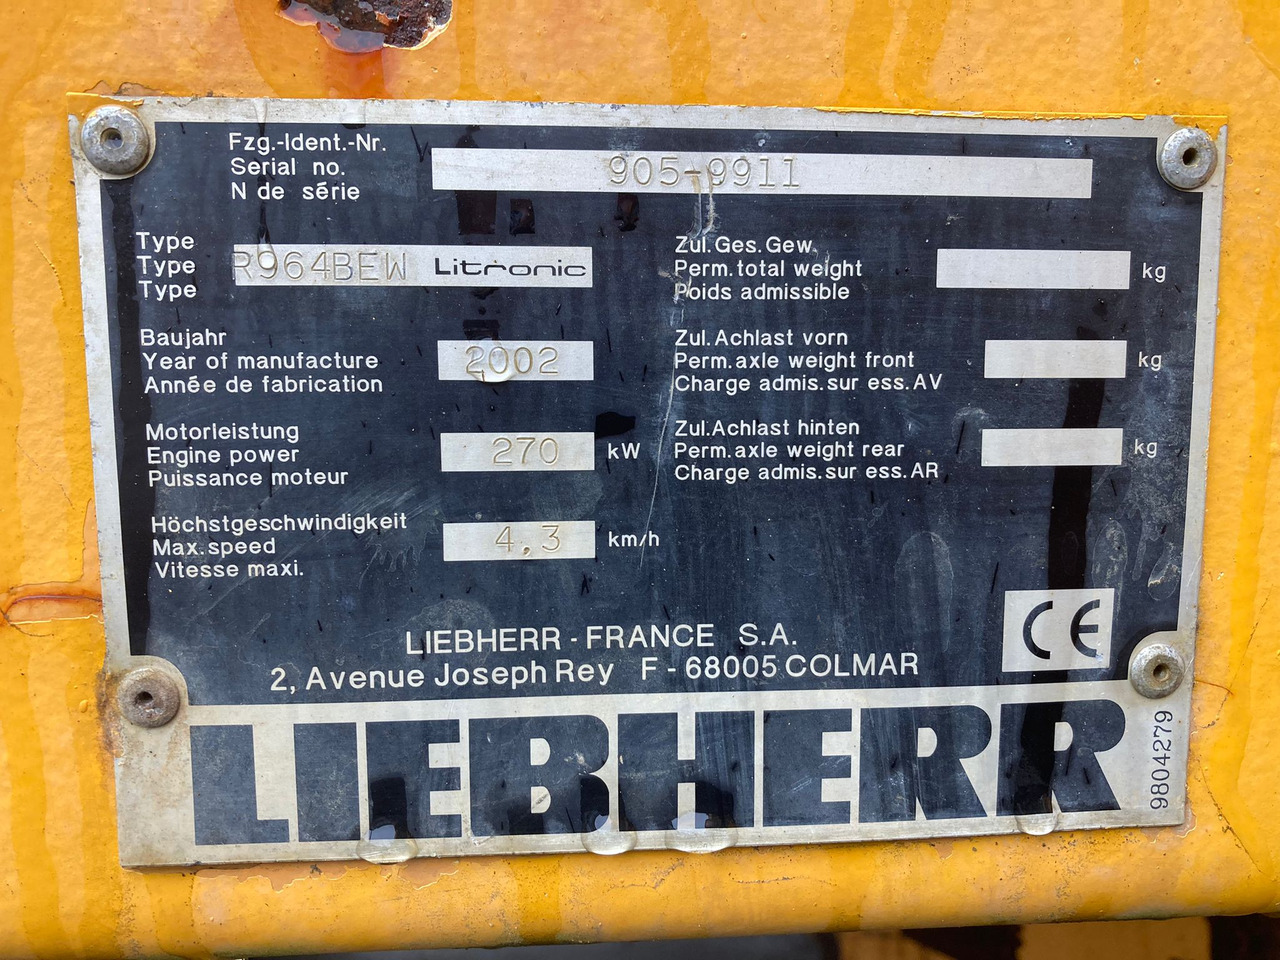 Fzg.-Ident.-Nr.
Serial no.
N de série
905-9911
Type
Type
Type
R964BEW Litronic
Baujahr
Year of manufacture
Année de fabrication
2002
Motorleistung
Engine power
Puissance moteur
270 kW
Höchstgeschwindigkeit
Max.speed
Vitesse maxi.
4,3 km/h
Zul.Ges.Gew.
Perm.total weight
Poids admissible
kg
Zul.Achlast vorn
Perm.axle weight front
Charge admis.sur ess.AV
kg
Zul.Achlast hinten
Perm.axle weight rear
Charge admis.sur ess.AR
kg
CE
LIEBHERR-FRANCE S.A.
2, Avenue Joseph Rey F-68005 COLMAR
LIEBHERR
9804279